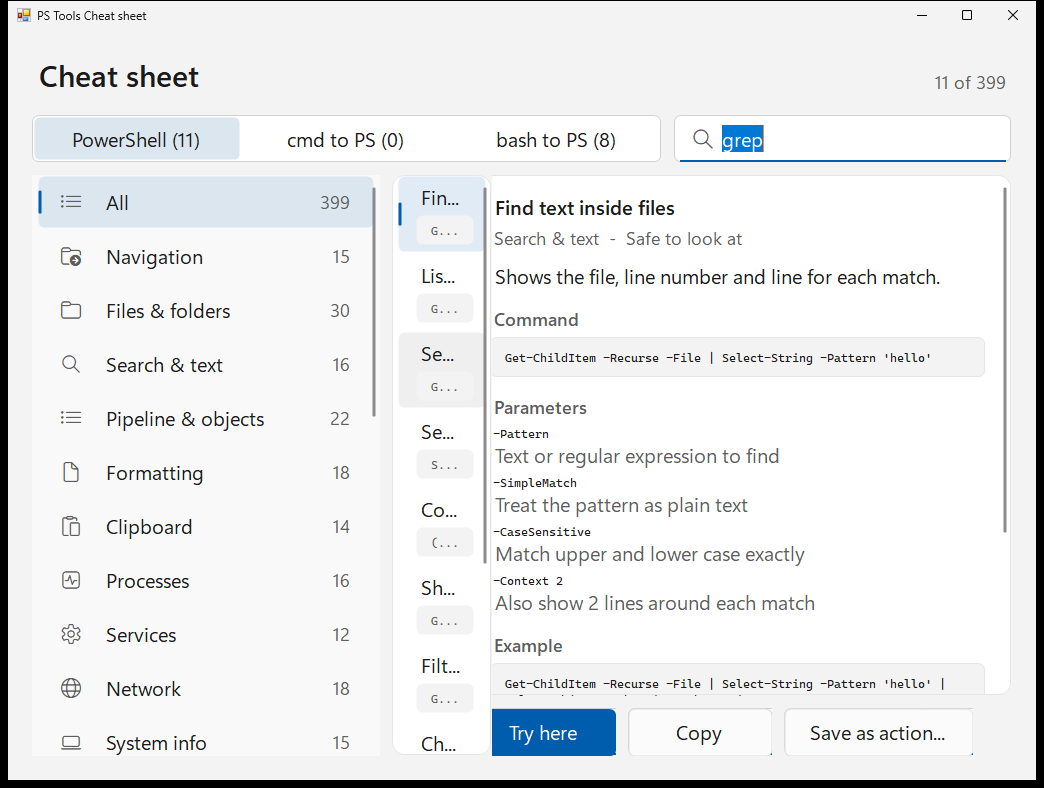 PS Tools Cheat sheet
Cheat sheet
11 of 399
PowerShell (11)
cmd to PS (0)
bash to PS (8)
grep
All 399
Navigation 15
Files & folders 30
Search & text 16
Pipeline & objects 22
Formatting 18
Clipboard 14
Processes 16
Services 12
Network 18
System info 15
Fin...
G...
Lis...
G...
Se...
G...
Se...
S...
Co...
(...
Sh...
G...
Filt...
G...
Ch...
Find text inside files
Search & text - Safe to look at
Shows the file, line number and line for each match.
Command
Get-ChildItem -Recurse -File | Select-String -Pattern 'hello'
Parameters
-Pattern
Text or regular expression to find
-SimpleMatch
Treat the pattern as plain text
-CaseSensitive
Match upper and lower case exactly
-Context 2
Also show 2 lines around each match
Example
Get-ChildItem -Recurse -File | Select-String -Pattern 'hello' |
Try here
Copy
Save as action...